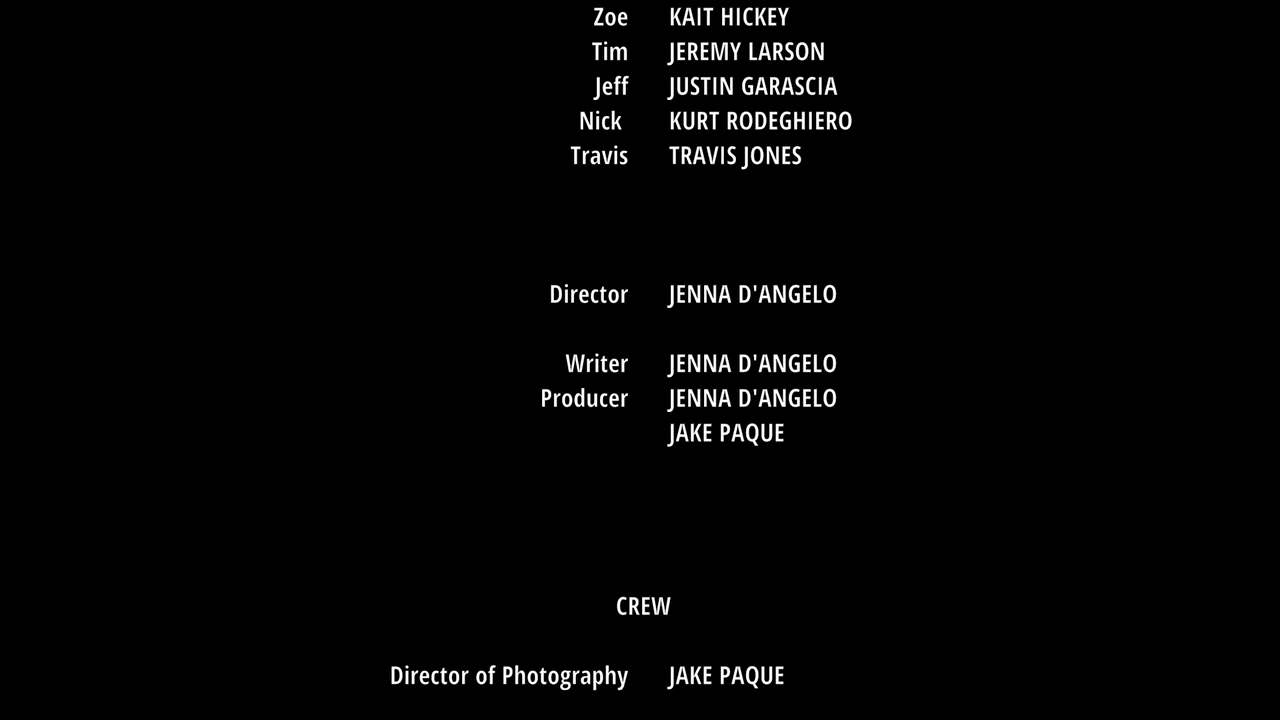 Zoe KAIT HICKEY
Tim JEREMY LARSON
Jeff JUSTIN GARASCIA
Nick KURT RODEGHIERO
Travis TRAVIS JONES
Director JENNA D'ANGELO
Writer JENNA D'ANGELO
Producer JENNA D'ANGELO
JAKE PAQUE
CREW
Director of Photography JAKE PAQUE